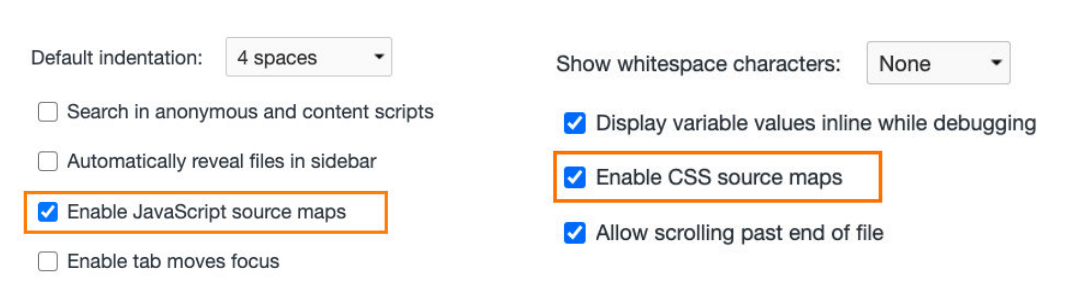 Default indentation: 4 spaces
Search in anonymous and content scripts
Automatically reveal files in sidebar
Enable JavaScript source maps
Enable tab moves focus
Show whitespace characters: None
Display variable values inline while debugging
Enable CSS source maps
Allow scrolling past end of file